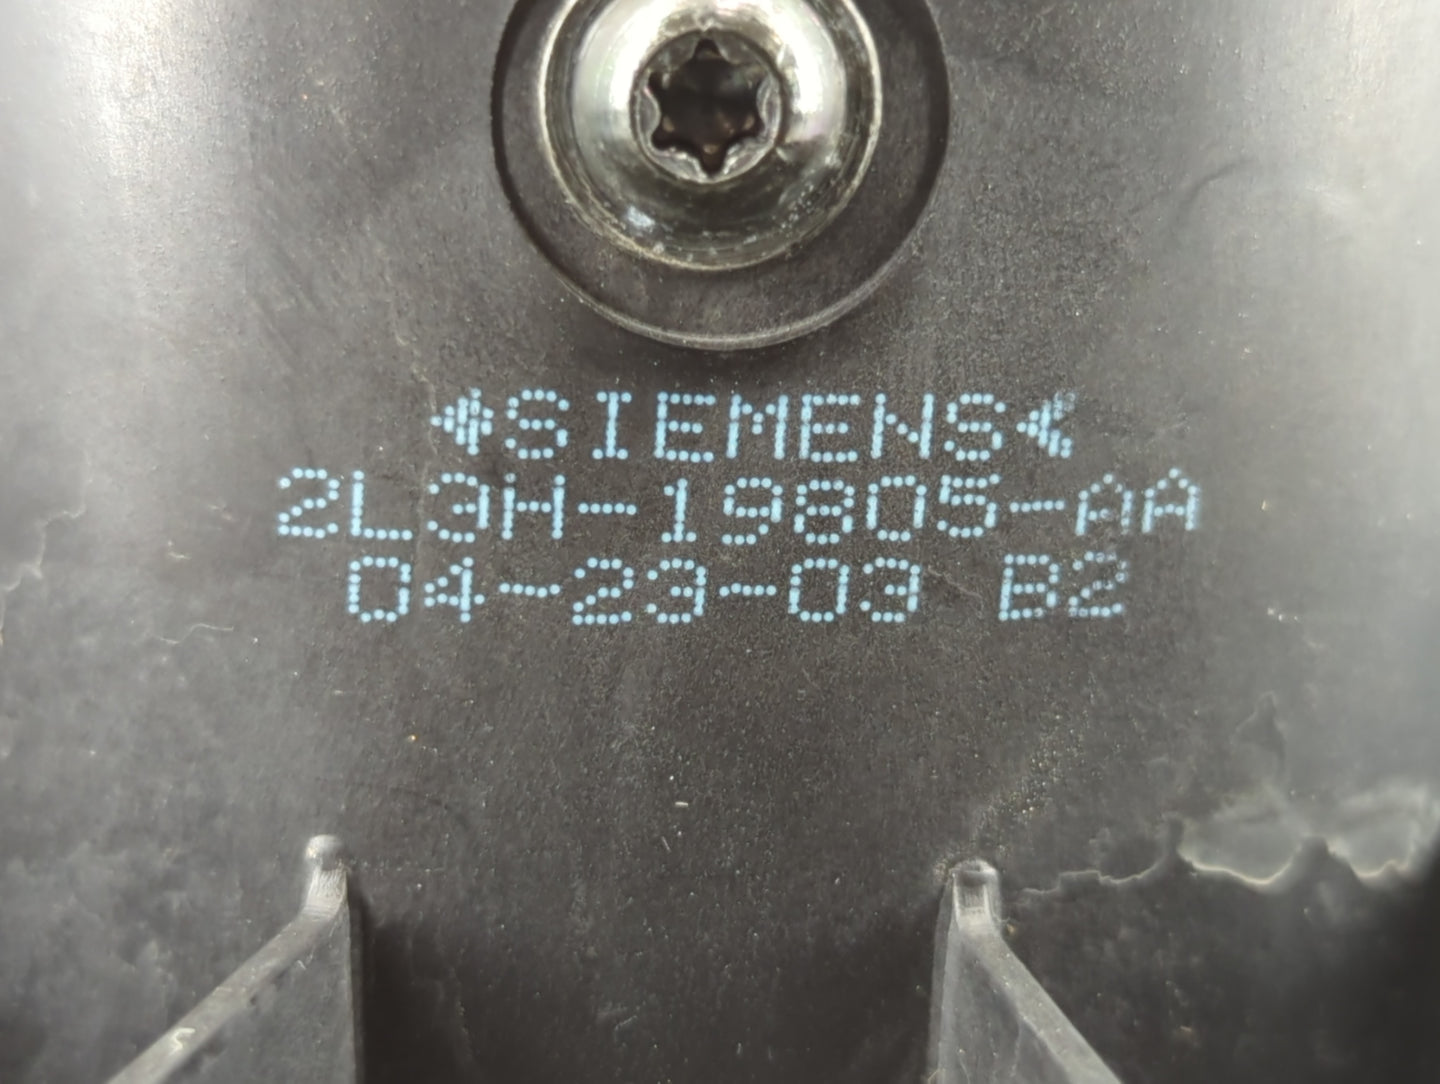 SIEMENS
2L3H-19805-AA
04-23-03 B2